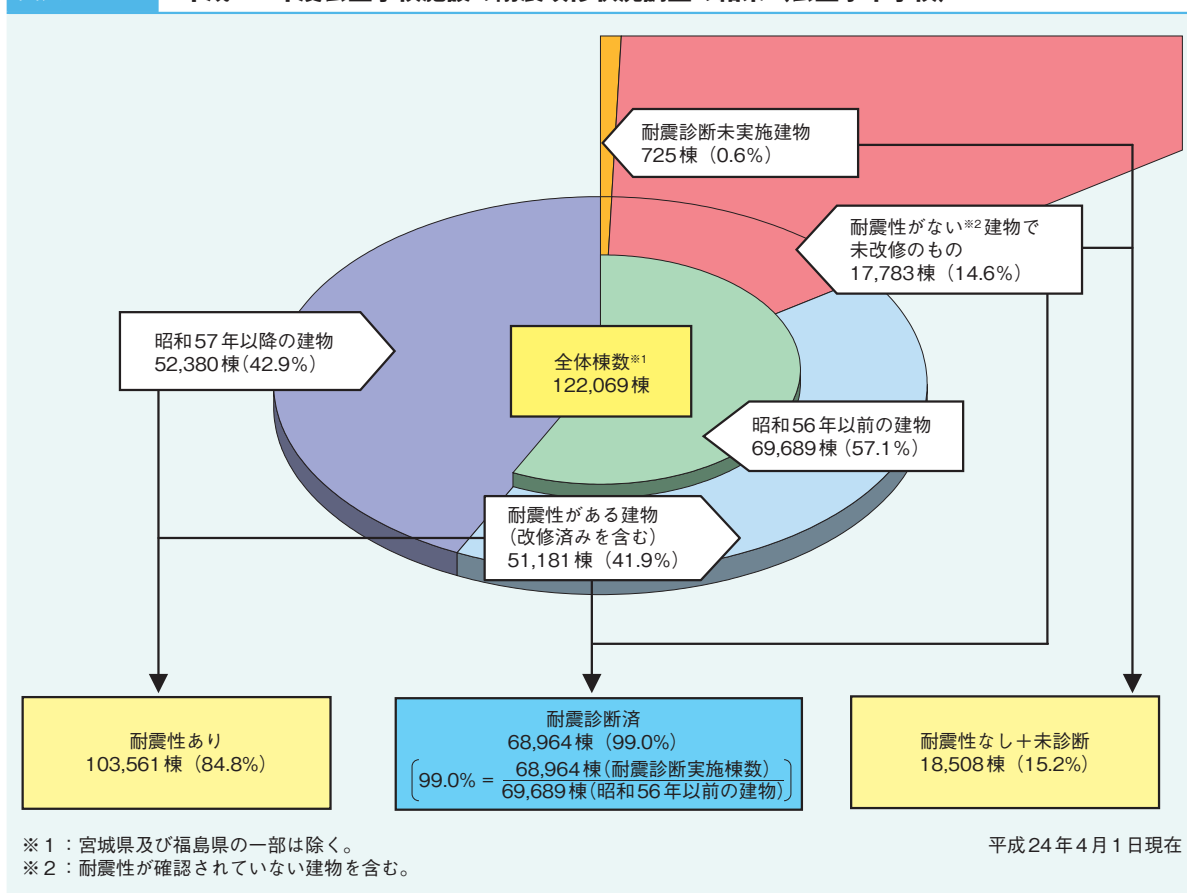 耐震診断未実施建物
725棟（0.6%）
耐震性がない※2建物で
未改修のもの
17,783棟（14.6%）
昭和57年以降の建物
52,380棟(42.9%)
全体棟数※1
122,069棟
昭和56年以前の建物
69,689棟(57.1%)
耐震性がある建物
（改修済みを含む）
51,181棟（41.9%）
耐震性あり
103,561棟（84.8%）
耐震診断済
68,964棟（99.0%）
99.0% = 68,964棟(耐震診断実施棟数)
69,689棟(昭和56年以前の建物)
耐震性なし＋未診断
18,508棟（15.2%）
※1：宮城県及び福島県の一部は除く。
平成24年4月1日現在
※2：耐震性が確認されていない建物を含む。